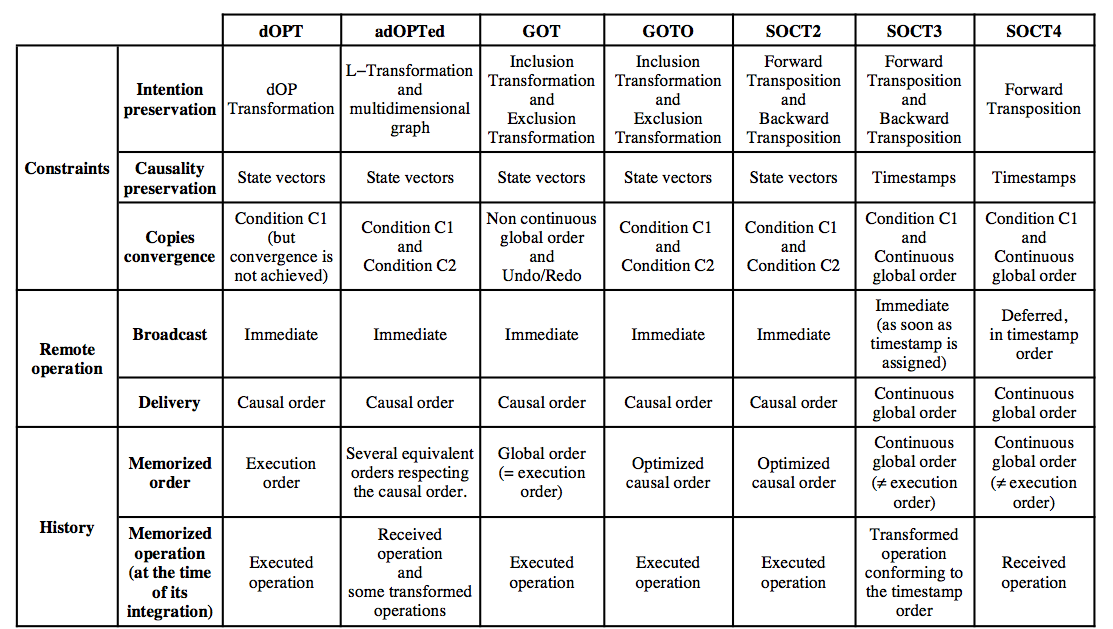 dOPT adOPTed GOT GOTO SOCT2 SOCT3 SOCT4
Constraints
Intention
preservation
dOP
Transformation
L−Transformation
and
multidimensional
graph
Inclusion
Transformation
and
Exclusion
Transformation
Inclusion
Transformation
and
Exclusion
Transformation
Forward
Transposition
and
Backward
Transposition
Forward
Transposition
and
Backward
Transposition
Forward
Transposition
Causality
preservation
State vectors
State vectors
State vectors
State vectors
State vectors
Timestamps
Timestamps
Copies
convergence
Condition C1
(but
convergence is
not achieved)
Condition C1
and
Condition C2
Non continuous
global order
and
Undo/Redo
Condition C1
and
Condition C2
Condition C1
and
Condition C2
Condition C1
and
Continuous
global order
Condition C1
and
Continuous
global order
Remote
operation
Broadcast
Immediate
Immediate
Immediate
Immediate
Immediate
Immediate
(as soon as
timestamp is
assigned)
Deferred,
in timestamp
order
Delivery
Causal order
Causal order
Causal order
Causal order
Causal order
Continuous
global order
Continuous
global order
History
Memorized
order
Execution
order
Several equivalent
orders respecting
the causal order.
Global order
(= execution
order)
Optimized
causal order
Optimized
causal order
Continuous
global order
(≠ execution
order)
Continuous
global order
(≠ execution
order)
Memorized
operation
(at the time
of its
integration)
Executed
operation
Received
operation
and
some transformed
operations
Executed
operation
Executed
operation
Executed
operation
Transformed
operation
conforming to
the timestamp
order
Received
operation